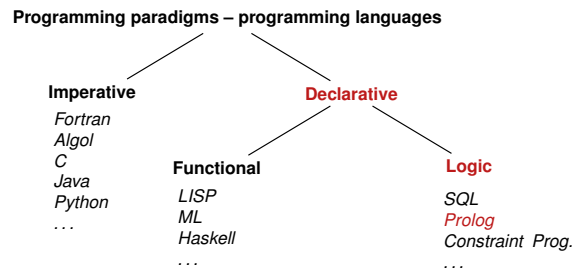 Programming paradigms – programming languages
Imperative
Fortran
Algol
C
Java
Python
. . .
Declarative
Functional
LISP
ML
Haskell
. . .
Logic
SQL
Prolog
Constraint Prog.
. . .